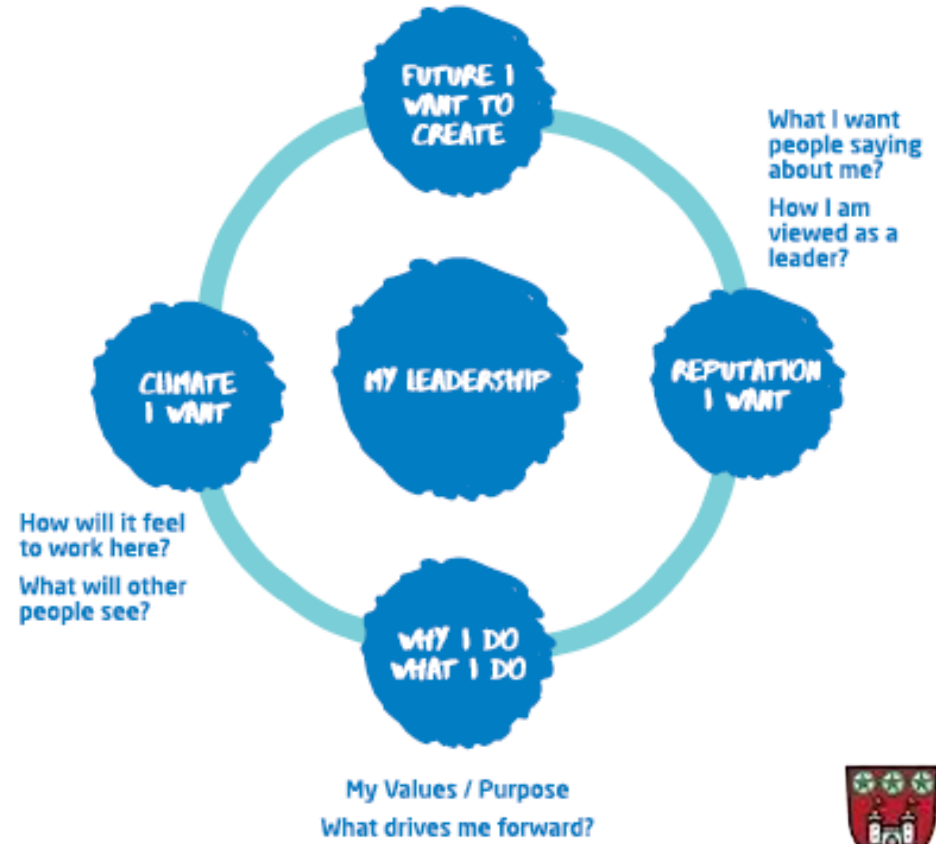 FUTURE I
WANT TO
CREATE
What I want
people saying
about me?
How I am
viewed as a
leader?
CLIMATE
I WANT
MY LEADERSHIP
REPUTATION
I WANT
How will it feel
to work here?
What will other
people see?
WHY I DO
WHAT I DO
My Values / Purpose
What drives me forward?